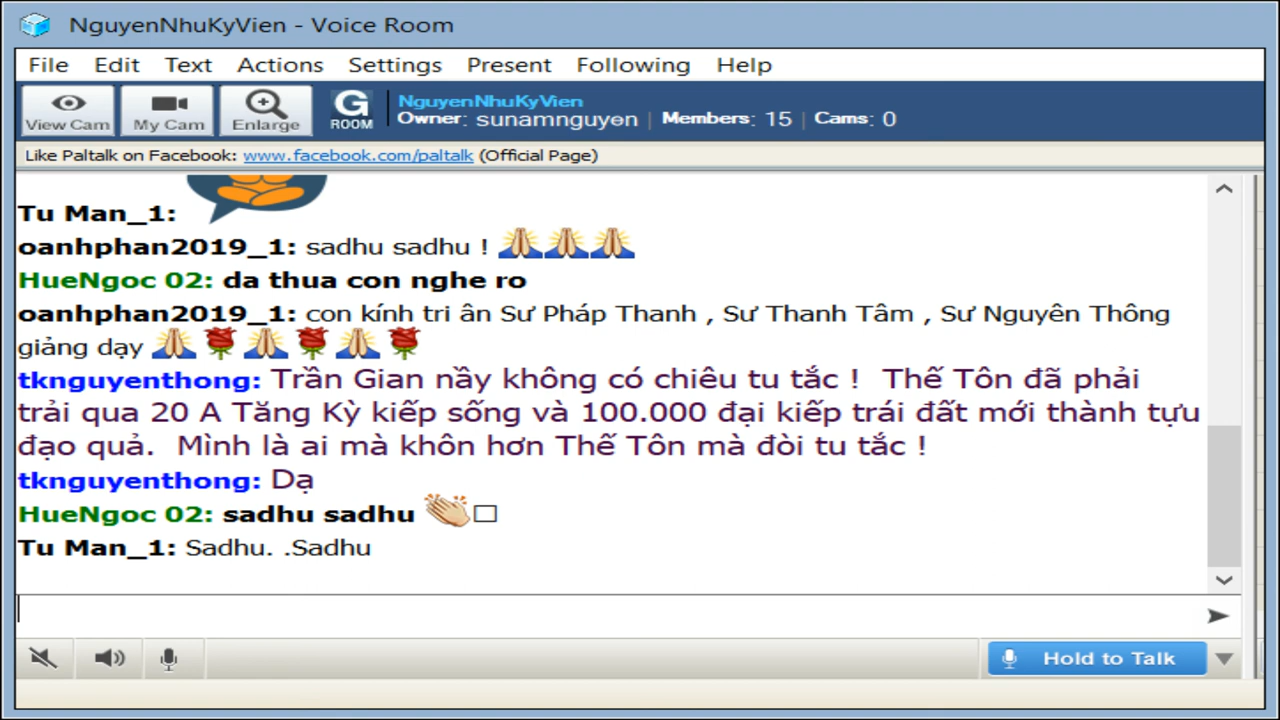 NguyenNhuKyVien - Voice Room
File Edit Text Actions Settings Present Following Help
View Cam My Cam Enlarge G ROOM
NguyenNhuKyVien
Owner: sunamnguyen | Members: 15 | Cams: 0
Like Paltalk on Facebook: www.facebook.com/paltalk (Official Page)
Tu Man_1:
oanhphan2019_1: sadhu sadhu ! 🙏🙏🙏
HueNgoc 02: da thua con nghe ro
oanhphan2019_1: con kính tri ân Sư Pháp Thanh , Sư Thanh Tâm , Sư Nguyên Thông
giảng dạy 🙏🌹🙏🌹🙏🌹
tknguyenthong: Trần Gian nầy không có chiêu tu tắc ! Thế Tôn đã phải
trải qua 20 A Tăng Kỳ kiếp sống và 100.000 đại kiếp trái đất mới thành tựu
đạo quả. Mình là ai mà khôn hơn Thế Tôn mà đòi tu tắc !
tknguyenthong: Dạ
HueNgoc 02: sadhu sadhu 👏□
Tu Man_1: Sadhu. .Sadhu
Hold to Talk